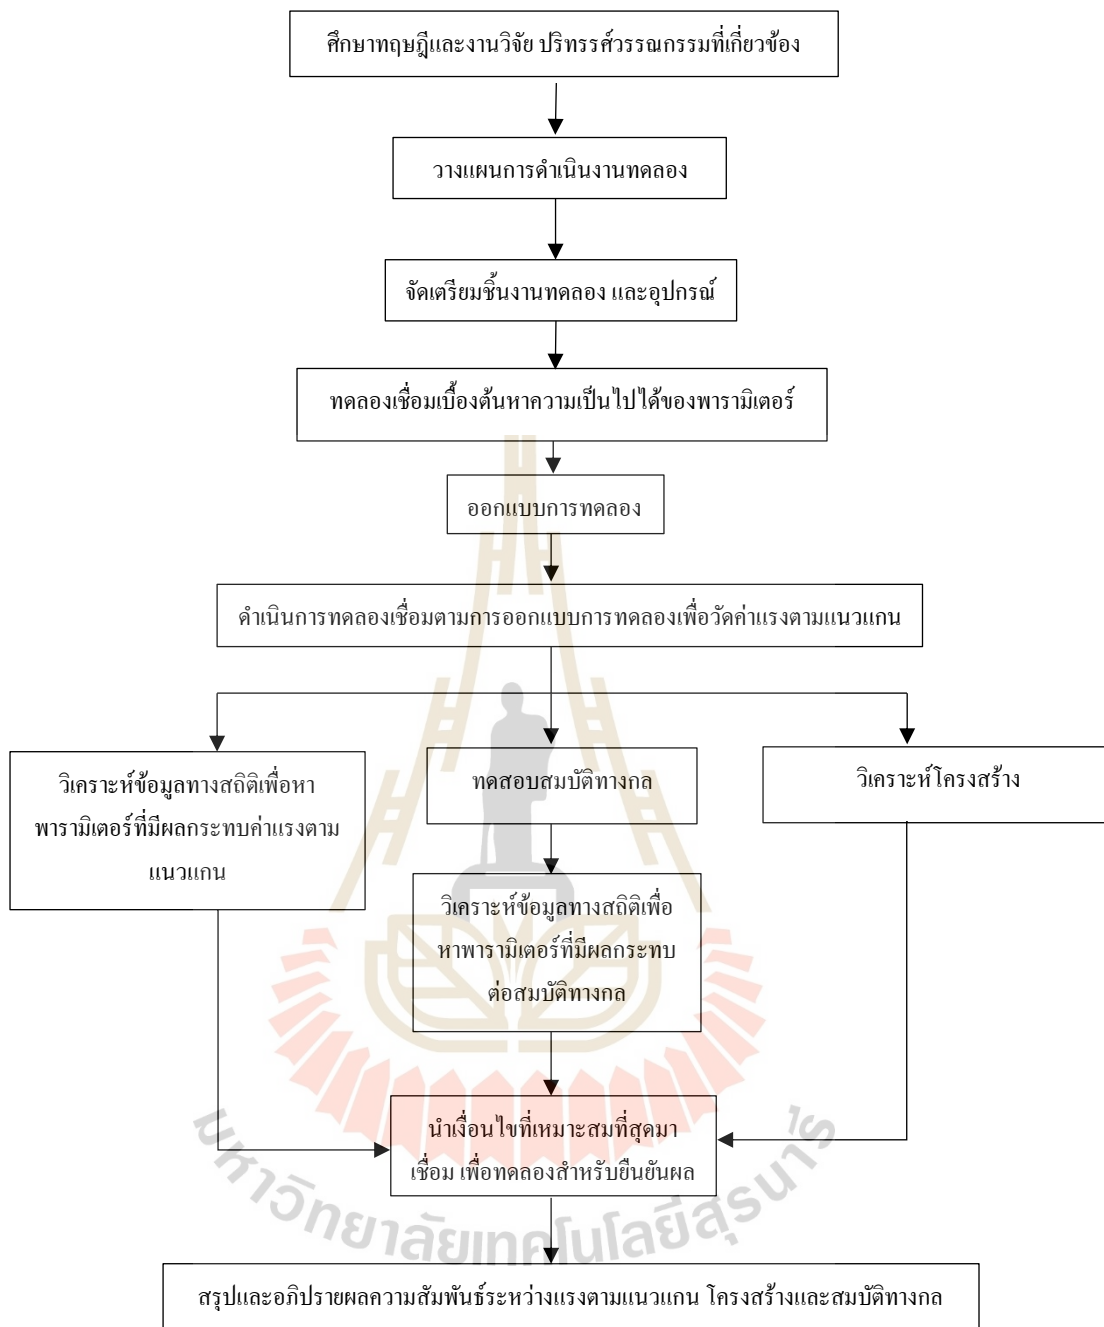 ศึกษาทฤษฎีและงานวิจัย ปริทรรศ์วรรณกรรมที่เกี่ยวข้อง
วางแผนการดำเนินงานทดลอง
จัดเตรียมชิ้นงานทดลอง และอุปกรณ์
ทดลองเชื่อมเบื้องต้นหาความเป็นไปได้ของพารามิเตอร์
ออกแบบการทดลอง
ดำเนินการทดลองเชื่อมตามการออกแบบการทดลองเพื่อวัดค่าแรงตามแนวแกน
วิเคราะห์ข้อมูลทางสถิติเพื่อหา
พารามิเตอร์ที่มีผลกระทบค่าแรงตาม
แนวแกน
ทดสอบสมบัติทางกล
วิเคราะห์โครงสร้าง
วิเคราะห์ข้อมูลทางสถิติเพื่อ
หาพารามิเตอร์ที่มีผลกระทบ
ต่อสมบัติทางกล
นำเงื่อนไขที่เหมาะสมที่สุดมา
เชื่อม เพื่อทดลองสำหรับยืนยันผล
มหาวิทยาลัยเทคโนโลยีสุรนารี
สรุปและอภิปรายผลความสัมพันธ์ระหว่างแรงตามแนวแกน โครงสร้างและสมบัติทางกล